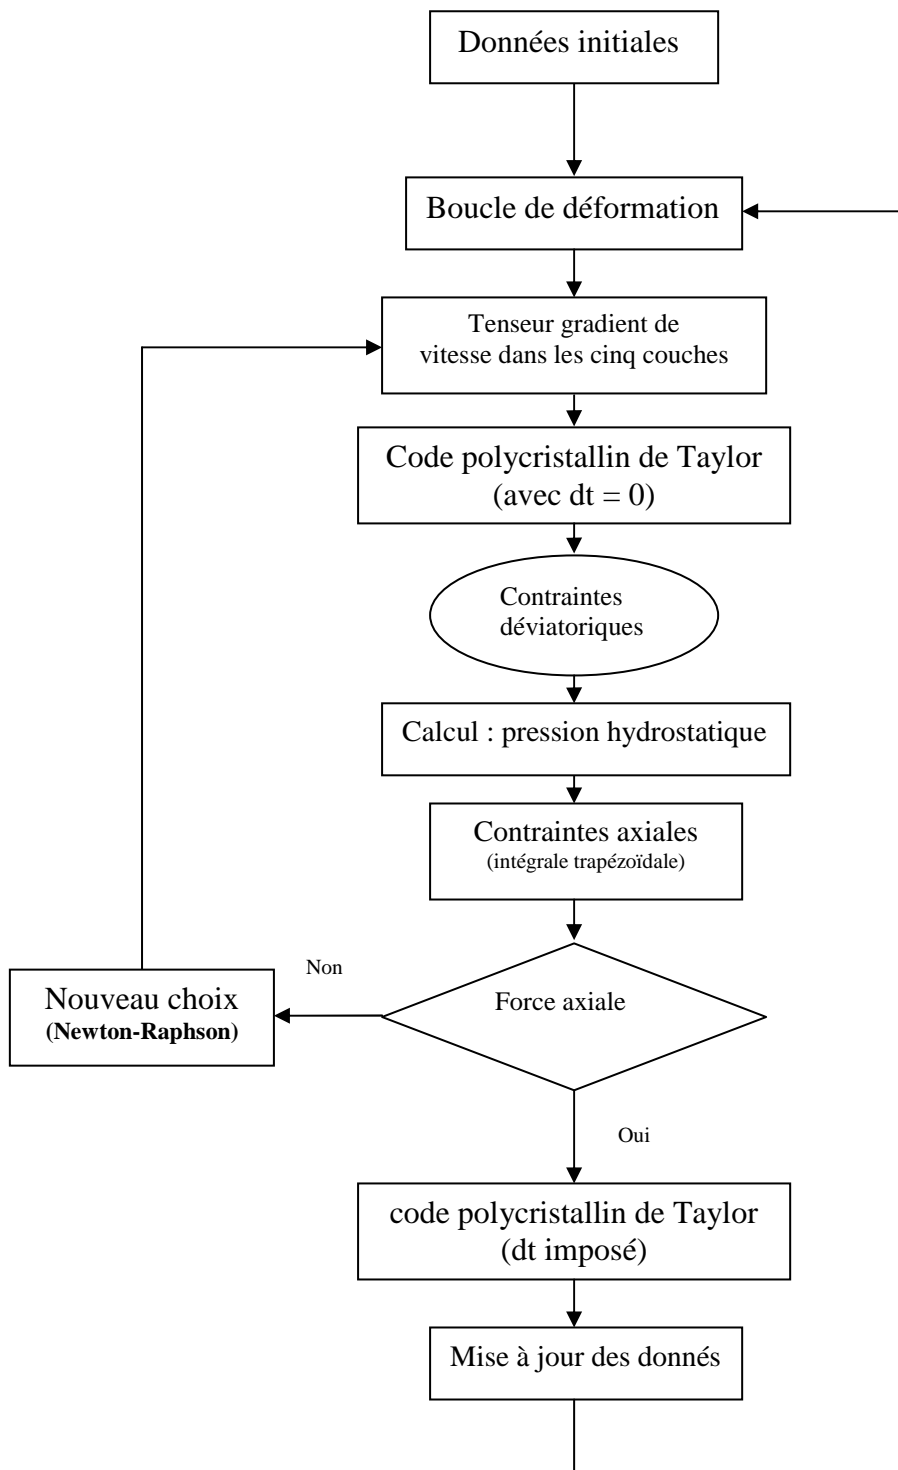 Données initiales
Boucle de déformation
Tenseur gradient de
vitesse dans les cinq couches
Code polycristallin de Taylor
(avec dt = 0)
Contraintes
déviatoriques
Calcul : pression hydrostatique
Contraintes axiales
(intégrale trapézoïdale)
Non
Nouveau choix
(Newton-Raphson)
Force axiale
Oui
code polycristallin de Taylor
(dt imposé)
Mise à jour des donnés